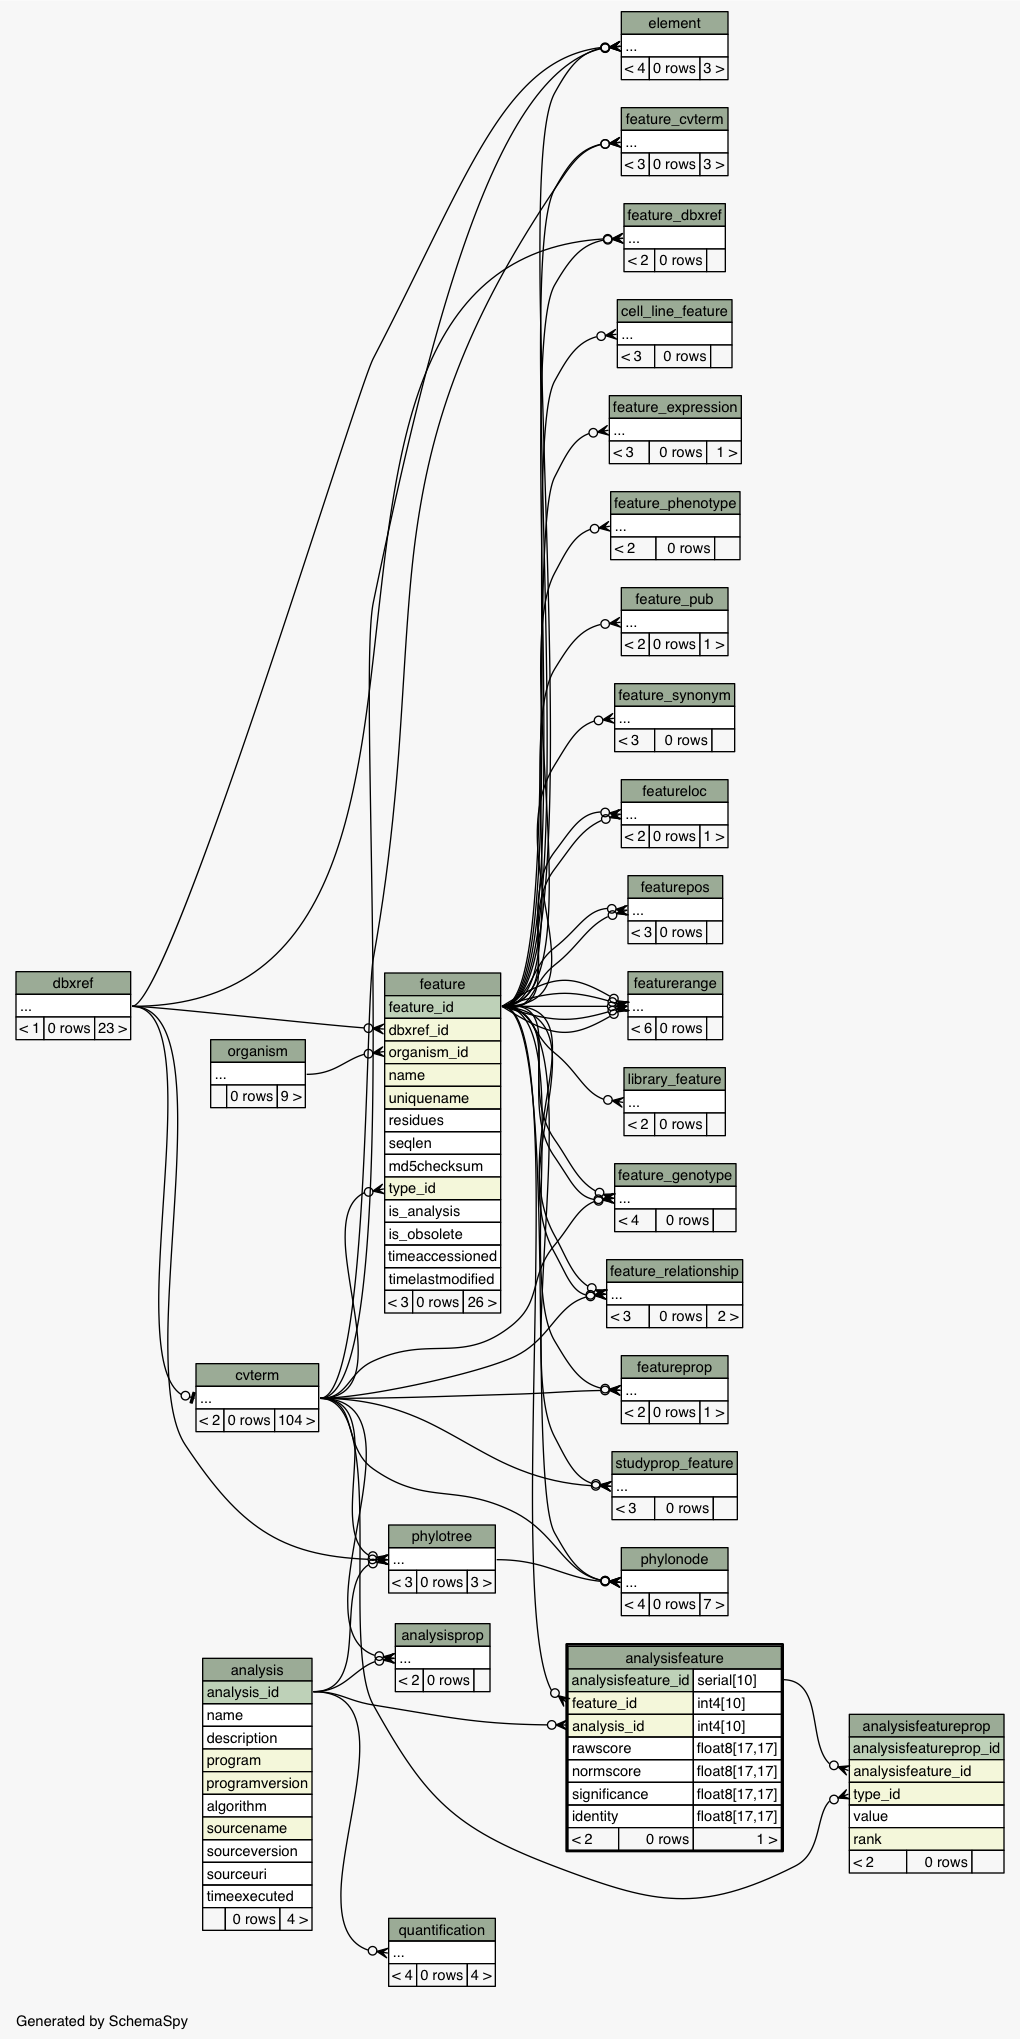 element
...
< 4 0 rows 3 >
feature_cvterm
...
< 3 0 rows 3 >
feature_dbxref
...
< 2 0 rows
cell_line_feature
...
< 3 0 rows
feature_expression
...
< 3 0 rows 1 >
feature_phenotype
...
< 2 0 rows
feature_pub
...
< 2 0 rows 1 >
feature_synonym
...
< 3 0 rows
featureloc
...
< 2 0 rows 1 >
featurepos
...
< 3 0 rows
dbxref
...
< 1 0 rows 23 >
organism
...
0 rows 9 >
feature
feature_id
dbxref_id
organism_id
name
uniquename
residues
seqlen
md5checksum
type_id
is_analysis
is_obsolete
timeaccessioned
timelastmodified
< 3 0 rows 26 >
featurerange
...
< 6 0 rows
library_feature
...
< 2 0 rows
feature_genotype
...
< 4 0 rows
feature_relationship
...
< 3 0 rows 2 >
cvterm
...
< 2 0 rows 104 >
featureprop
...
< 2 0 rows 1 >
studyprop_feature
...
< 3 0 rows
phylotree
...
< 3 0 rows 3 >
phylonode
...
< 4 0 rows 7 >
analysisprop
...
< 2 0 rows
analysis
analysis_id
name
description
program
programversion
algorithm
sourcename
sourceversion
sourceuri
timeexecuted
0 rows 4 >
analysisfeature
analysisfeature_id serial[10]
feature_id int4[10]
analysis_id int4[10]
rawscore float8[17,17]
normscore float8[17,17]
significance float8[17,17]
identity float8[17,17]
< 2 0 rows 1 >
analysisfeatureprop
analysisfeatureprop_id
analysisfeature_id
type_id
value
rank
< 2 0 rows
quantification
...
< 4 0 rows 4 >
Generated by SchemaSpy